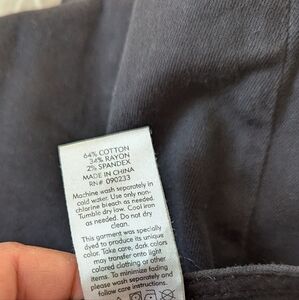 64% COTTON
34% RAYON
2% SPANDEX
MADE IN CHINA
RN# 090233
Machine wash separately in
cold water. Use only non-
chlorine bleach as needed.
Tumble dry low. Cool iron
as needed. Do not dry
clean.
This garment was specially
dyed to produce its unique
color. Take care, dark colors
may transfer onto light
colored clothing or other
items. To minimize fading
please wash separately and
follow care instructions.